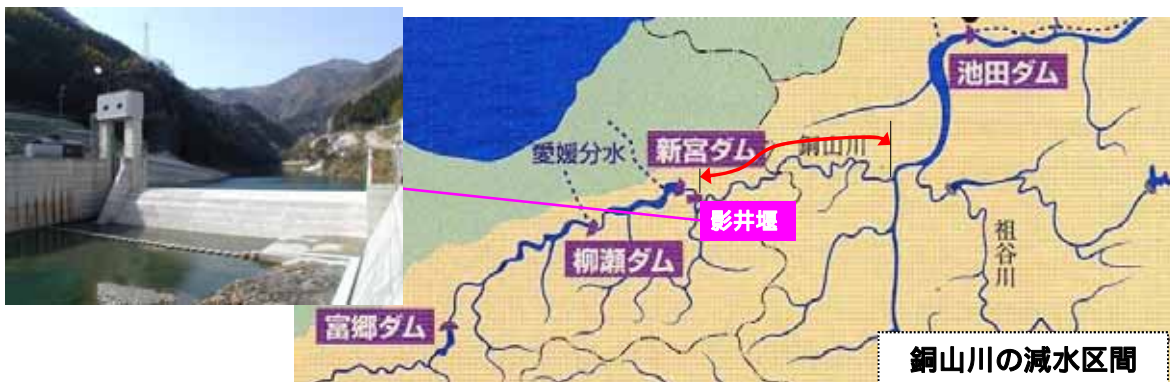 池田ダム
愛媛分水
新宮ダム
銅山川
影井堰
祖谷川
柳瀬ダム
富郷ダム
銅山川の減水区間